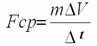 Fcp = mΔV / Δt